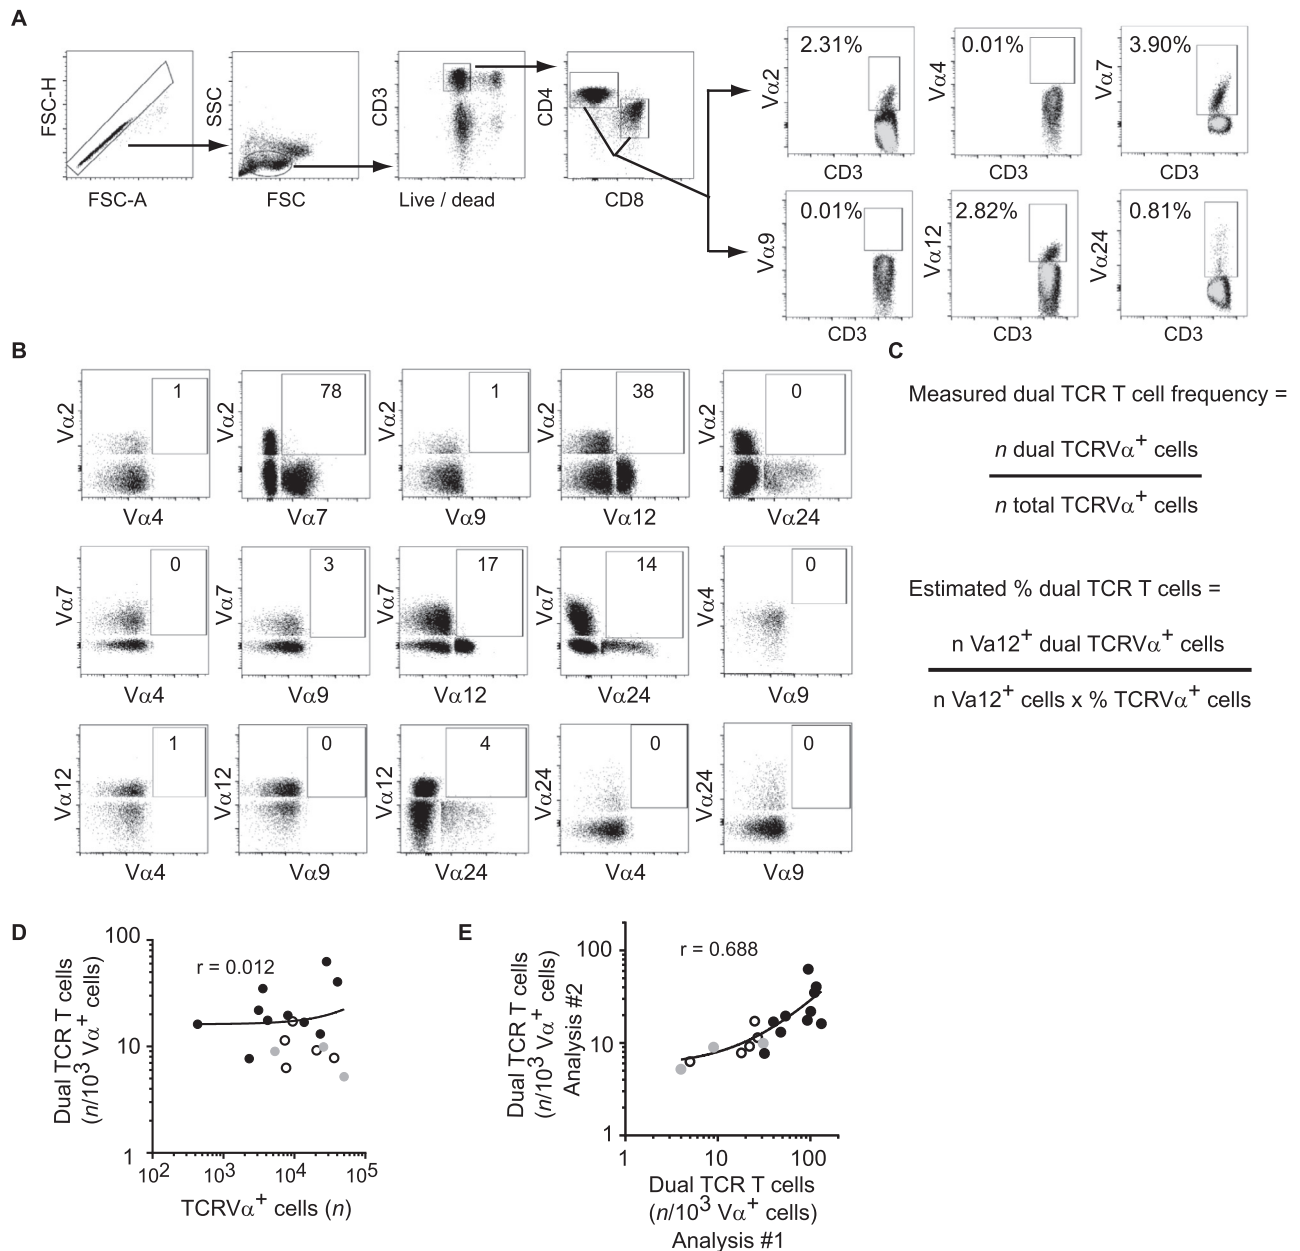 A
FSC-H
FSC-A
SSC
FSC
CD3
Live / dead
CD4
CD8
2.31%
Vα2
CD3
0.01%
Vα4
CD3
3.90%
Vα7
CD3
0.01%
Vα9
CD3
2.82%
Vα12
CD3
0.81%
Vα24
CD3
B
1
Vα2
Vα4
78
Vα2
Vα7
1
Vα2
Vα9
38
Vα2
Vα12
0
Vα2
Vα24
0
Vα7
Vα4
3
Vα7
Vα9
17
Vα7
Vα12
14
Vα7
Vα24
0
Vα4
Vα9
1
Vα12
Vα4
0
Vα12
Vα9
4
Vα12
Vα24
0
Vα24
Vα4
0
Vα24
Vα9
C
Measured dual TCR T cell frequency =
n dual TCRVα⁺ cells
n total TCRVα⁺ cells
Estimated % dual TCR T cells =
n Va12⁺ dual TCRVα⁺ cells
n Va12⁺ cells x % TCRVα⁺ cells
D
Dual TCR T cells
(n/10³ Vα⁺ cells)
100
10
1
r = 0.012
10² 10³ 10⁴ 10⁵
TCRVα⁺ cells (n)
E
Dual TCR T cells
(n/10³ Vα⁺ cells)
Analysis #2
100
10
1
r = 0.688
1 10 100
Dual TCR T cells
(n/10³ Vα⁺ cells)
Analysis #1